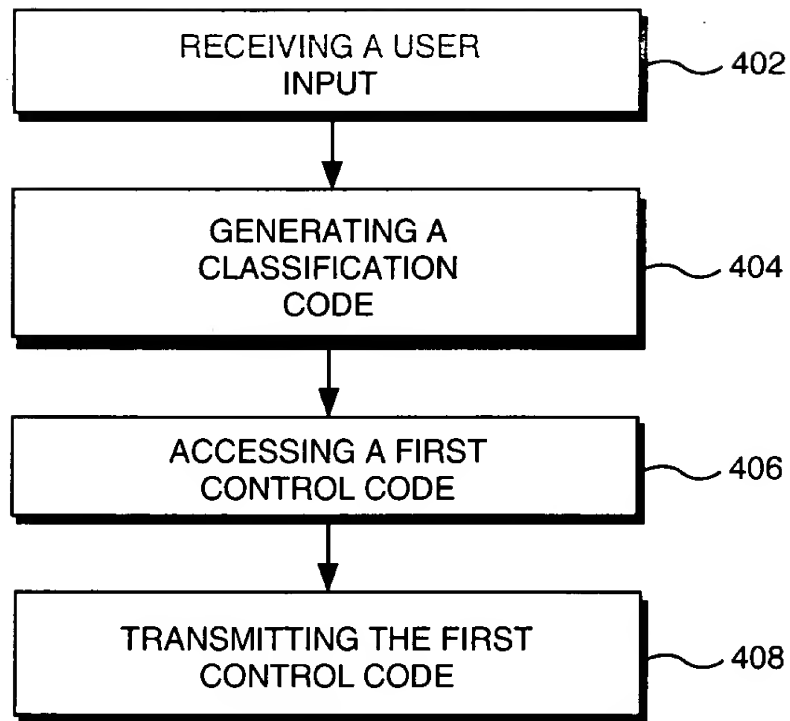 RECEIVING A USER
INPUT
402
GENERATING A
CLASSIFICATION
CODE
404
ACCESSING A FIRST
CONTROL CODE
406
TRANSMITTING THE FIRST
CONTROL CODE
408